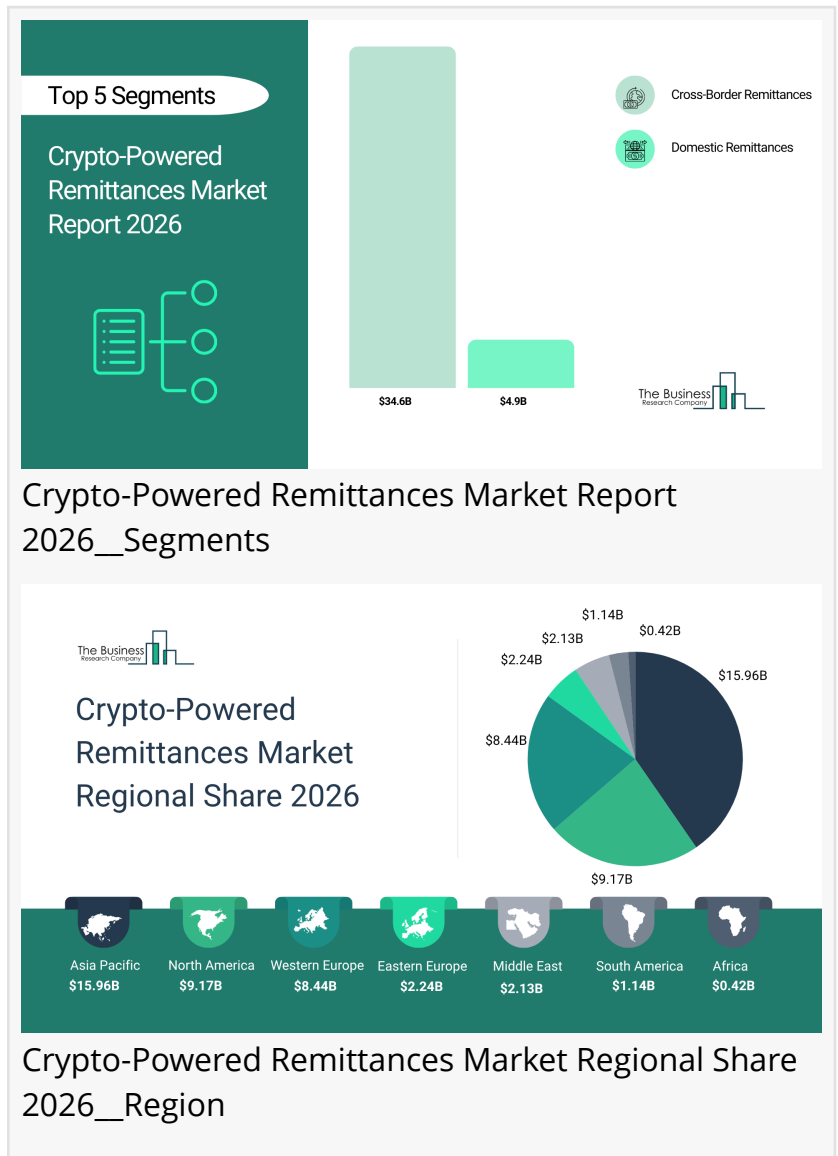 Top 5 Segments
Crypto-Powered
Remittances Market
Report 2026
Cross-Border Remittances
Domestic Remittances
$34.6B
$4.9B
The Business
Research Company
Crypto-Powered Remittances Market Report
2026__Segments
The Business
Research Company
Crypto-Powered
Remittances Market
Regional Share 2026
$1.14B
$0.42B
$2.13B
$2.24B
$15.96B
$8.44B
$9.17B
Asia Pacific
$15.96B
North America
$9.17B
Western Europe
$8.44B
Eastern Europe
$2.24B
Middle East
$2.13B
South America
$1.14B
Africa
$0.42B
Crypto-Powered Remittances Market Regional Share
2026__Region